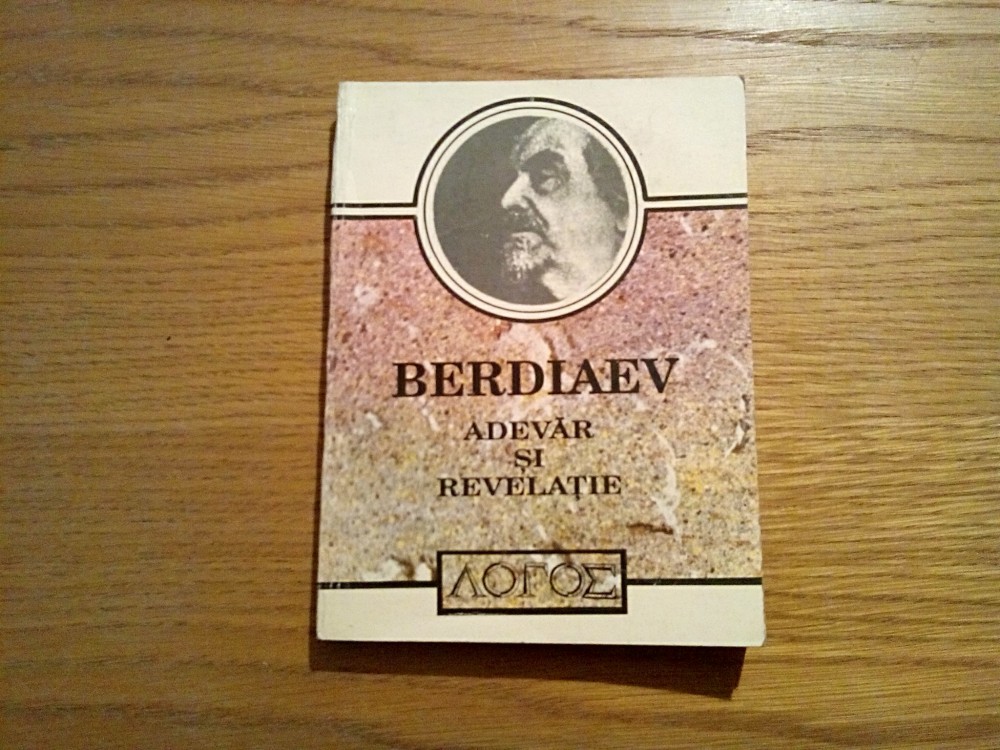 BERDIAEV
ADEVĂR
ȘI
REVELAȚIE
ΛΟΓΟΣ